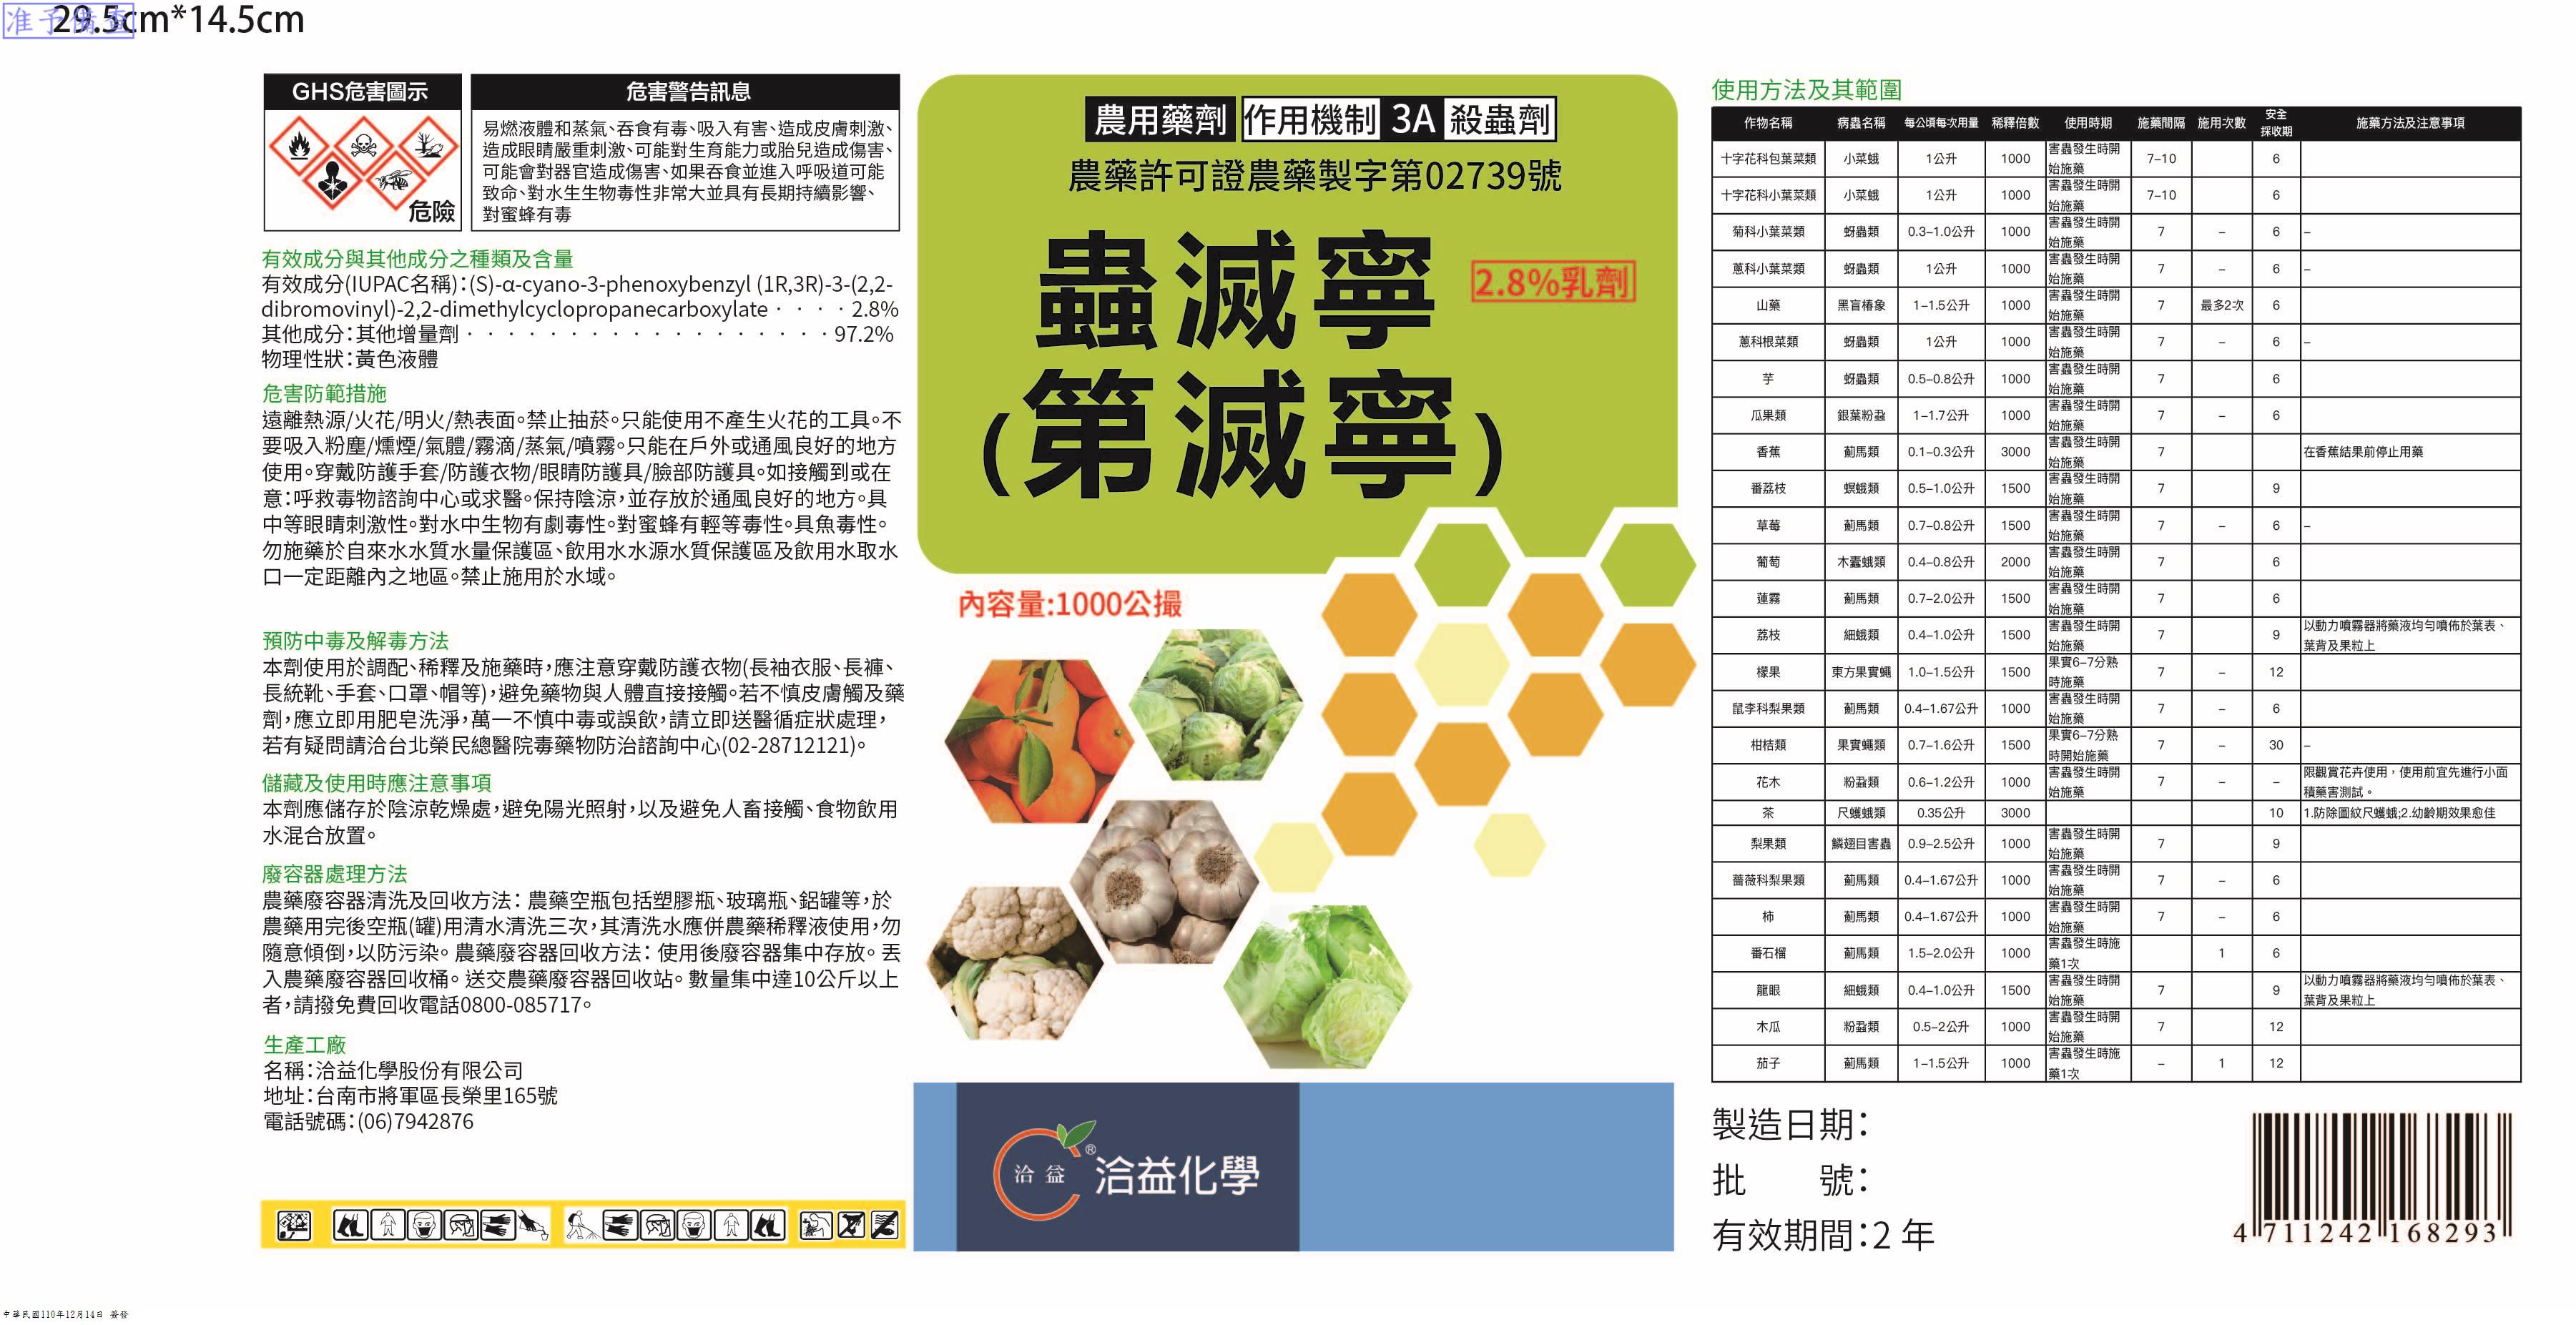 准予備查
29.5cm*14.5cm
GHS危害圖示
危險
危害警告訊息
易燃液體和蒸氣、吞食有毒、吸入有害、造成皮膚刺激、
造成眼睛嚴重刺激、可能對生育能力或胎兒造成傷害、
可能會對器官造成傷害、如果吞食並進入呼吸道可能
致命、對水生生物毒性非常大並具有長期持續影響、
對蜜蜂有毒
有效成分與其他成分之種類及含量
有效成分(IUPAC名稱)：(S)-α-cyano-3-phenoxybenzyl (1R,3R)-3-(2,2-
dibromovinyl)-2,2-dimethylcyclopropanecarboxylate ‧ ‧ ‧ ‧ 2.8%
其他成分：其他增量劑 ‧ ‧ ‧ ‧ ‧ ‧ ‧ ‧ ‧ ‧ ‧ ‧ ‧ ‧ ‧ ‧ ‧ ‧ 97.2%
物理性狀：黃色液體
危害防範措施
遠離熱源/火花/明火/熱表面。禁止抽菸。只能使用不產生火花的工具。不
要吸入粉塵/燻煙/氣體/霧滴/蒸氣/噴霧。只能在戶外或通風良好的地方
使用。穿戴防護手套/防護衣物/眼睛防護具/臉部防護具。如接觸到或在
意：呼救毒物諮詢中心或求醫。保持陰涼，並存放於通風良好的地方。具
中等眼睛刺激性。對水中生物有劇毒性。對蜜蜂有輕等毒性。具魚毒性。
勿施藥於自來水水質水量保護區、飲用水水源水質保護區及飲用水取水
口一定距離內之地區。禁止施用於水域。
預防中毒及解毒方法
本劑使用於調配、稀釋及施藥時，應注意穿戴防護衣物(長袖衣服、長褲、
長統靴、手套、口罩、帽等)，避免藥物與人體直接接觸。若不慎皮膚觸及藥
劑，應立即用肥皂洗淨，萬一不慎中毒或誤飲，請立即送醫循症狀處理，
若有疑問請洽台北榮民總醫院毒藥物防治諮詢中心(02-28712121)。
儲藏及使用時應注意事項
本劑應儲存於陰涼乾燥處，避免陽光照射，以及避免人畜接觸、食物飲用
水混合放置。
廢容器處理方法
農藥廢容器清洗及回收方法： 農藥空瓶包括塑膠瓶、玻璃瓶、鋁罐等，於
農藥用完後空瓶(罐)用清水清洗三次，其清洗水應併農藥稀釋液使用，勿
隨意傾倒，以防污染。 農藥廢容器回收方法： 使用後廢容器集中存放。 丟
入農藥廢容器回收桶。 送交農藥廢容器回收站。 數量集中達10公斤以上
者，請撥免費回收電話0800-085717。
生產工廠
名稱：洽益化學股份有限公司
地址：台南市將軍區長榮里165號
電話號碼：(06)7942876
農用藥劑 作用機制 3A 殺蟲劑
農藥許可證農藥製字第02739號
蟲滅寧
2.8%乳劑
(第滅寧)
內容量:1000公撮
洽益
®
洽益化學
使用方法及其範圍
作物名稱 病蟲名稱 每公頃每次用量 稀釋倍數 使用時期 施藥間隔 施用次數 安全採收期 施藥方法及注意事項
十字花科包葉菜類 小菜蛾 1公升 1000 害蟲發生時開始施藥 7–10 6
十字花科小葉菜類 小菜蛾 1公升 1000 害蟲發生時開始施藥 7–10 6
菊科小葉菜類 蚜蟲類 0.3–1.0公升 1000 害蟲發生時開始施藥 7 – 6 –
蔥科小葉菜類 蚜蟲類 1公升 1000 害蟲發生時開始施藥 7 – 6 –
山藥 黑盲椿象 1–1.5公升 1000 害蟲發生時開始施藥 7 最多2次 6
蔥科根菜類 蚜蟲類 1公升 1000 害蟲發生時開始施藥 7 – 6 –
芋 蚜蟲類 0.5–0.8公升 1000 害蟲發生時開始施藥 7 6
瓜果類 銀葉粉蝨 1–1.7公升 1000 害蟲發生時開始施藥 7 – 6
香蕉 薊馬類 0.1–0.3公升 3000 害蟲發生時開始施藥 7 在香蕉結果前停止用藥
番荔枝 螟蛾類 0.5–1.0公升 1500 害蟲發生時開始施藥 7 9
草莓 薊馬類 0.7–0.8公升 1500 害蟲發生時開始施藥 7 – 6 –
葡萄 木蠹蛾類 0.4–0.8公升 2000 害蟲發生時開始施藥 7 6
蓮霧 薊馬類 0.7–2.0公升 1500 害蟲發生時開始施藥 7 6
荔枝 細蛾類 0.4–1.0公升 1500 害蟲發生時開始施藥 7 9 以動力噴霧器將藥液均勻噴佈於葉表、葉背及果粒上
檬果 東方果實蠅 1.0–1.5公升 1500 果實6–7分熟時施藥 7 – 12
鼠李科梨果類 薊馬類 0.4–1.67公升 1000 害蟲發生時開始施藥 7 – 6
柑桔類 果實蠅類 0.7–1.6公升 1500 果實6–7分熟時開始施藥 7 – 30 –
花木 粉蝨類 0.6–1.2公升 1000 害蟲發生時開始施藥 7 – – 限觀賞花卉使用，使用前宜先進行小面積藥害測試。
茶 尺蠖蛾類 0.35公升 3000 10 1.防除圖紋尺蠖蛾;2.幼齡期效果愈佳
梨果類 鱗翅目害蟲 0.9–2.5公升 1000 害蟲發生時開始施藥 7 9
薔薇科梨果類 薊馬類 0.4–1.67公升 1000 害蟲發生時開始施藥 7 – 6
柿 薊馬類 0.4–1.67公升 1000 害蟲發生時開始施藥 7 – 6
番石榴 薊馬類 1.5–2.0公升 1000 害蟲發生時施藥1次 1 6
龍眼 細蛾類 0.4–1.0公升 1500 害蟲發生時開始施藥 7 9 以動力噴霧器將藥液均勻噴佈於葉表、葉背及果粒上
木瓜 粉蝨類 0.5–2公升 1000 害蟲發生時開始施藥 7 12
茄子 薊馬類 1–1.5公升 1000 害蟲發生時施藥1次 – 1 12
製造日期：
批 號：
有效期間：2 年
4 711242 168293
中華民國110年12月14日 簽發